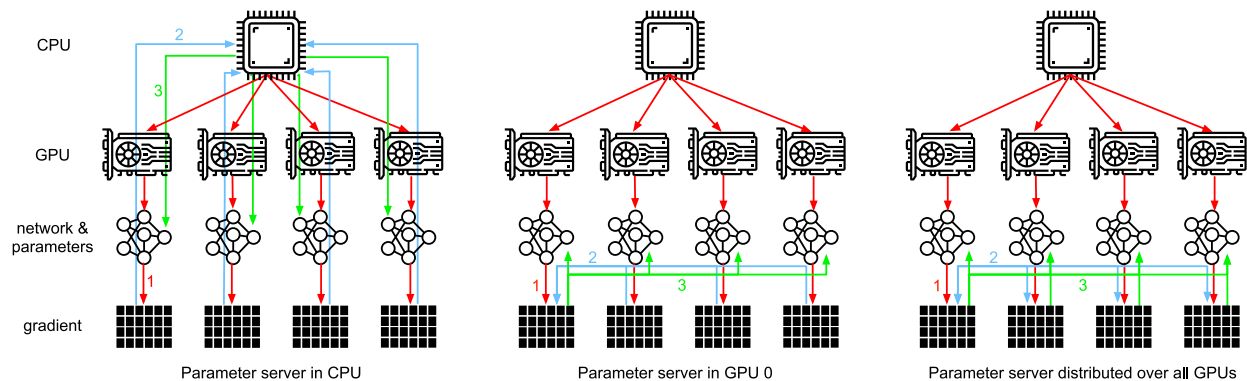 CPU
2
3
GPU
network &
parameters
1
gradient
Parameter server in CPU
2
1
3
Parameter server in GPU 0
2
1
3
Parameter server distributed over all GPUs